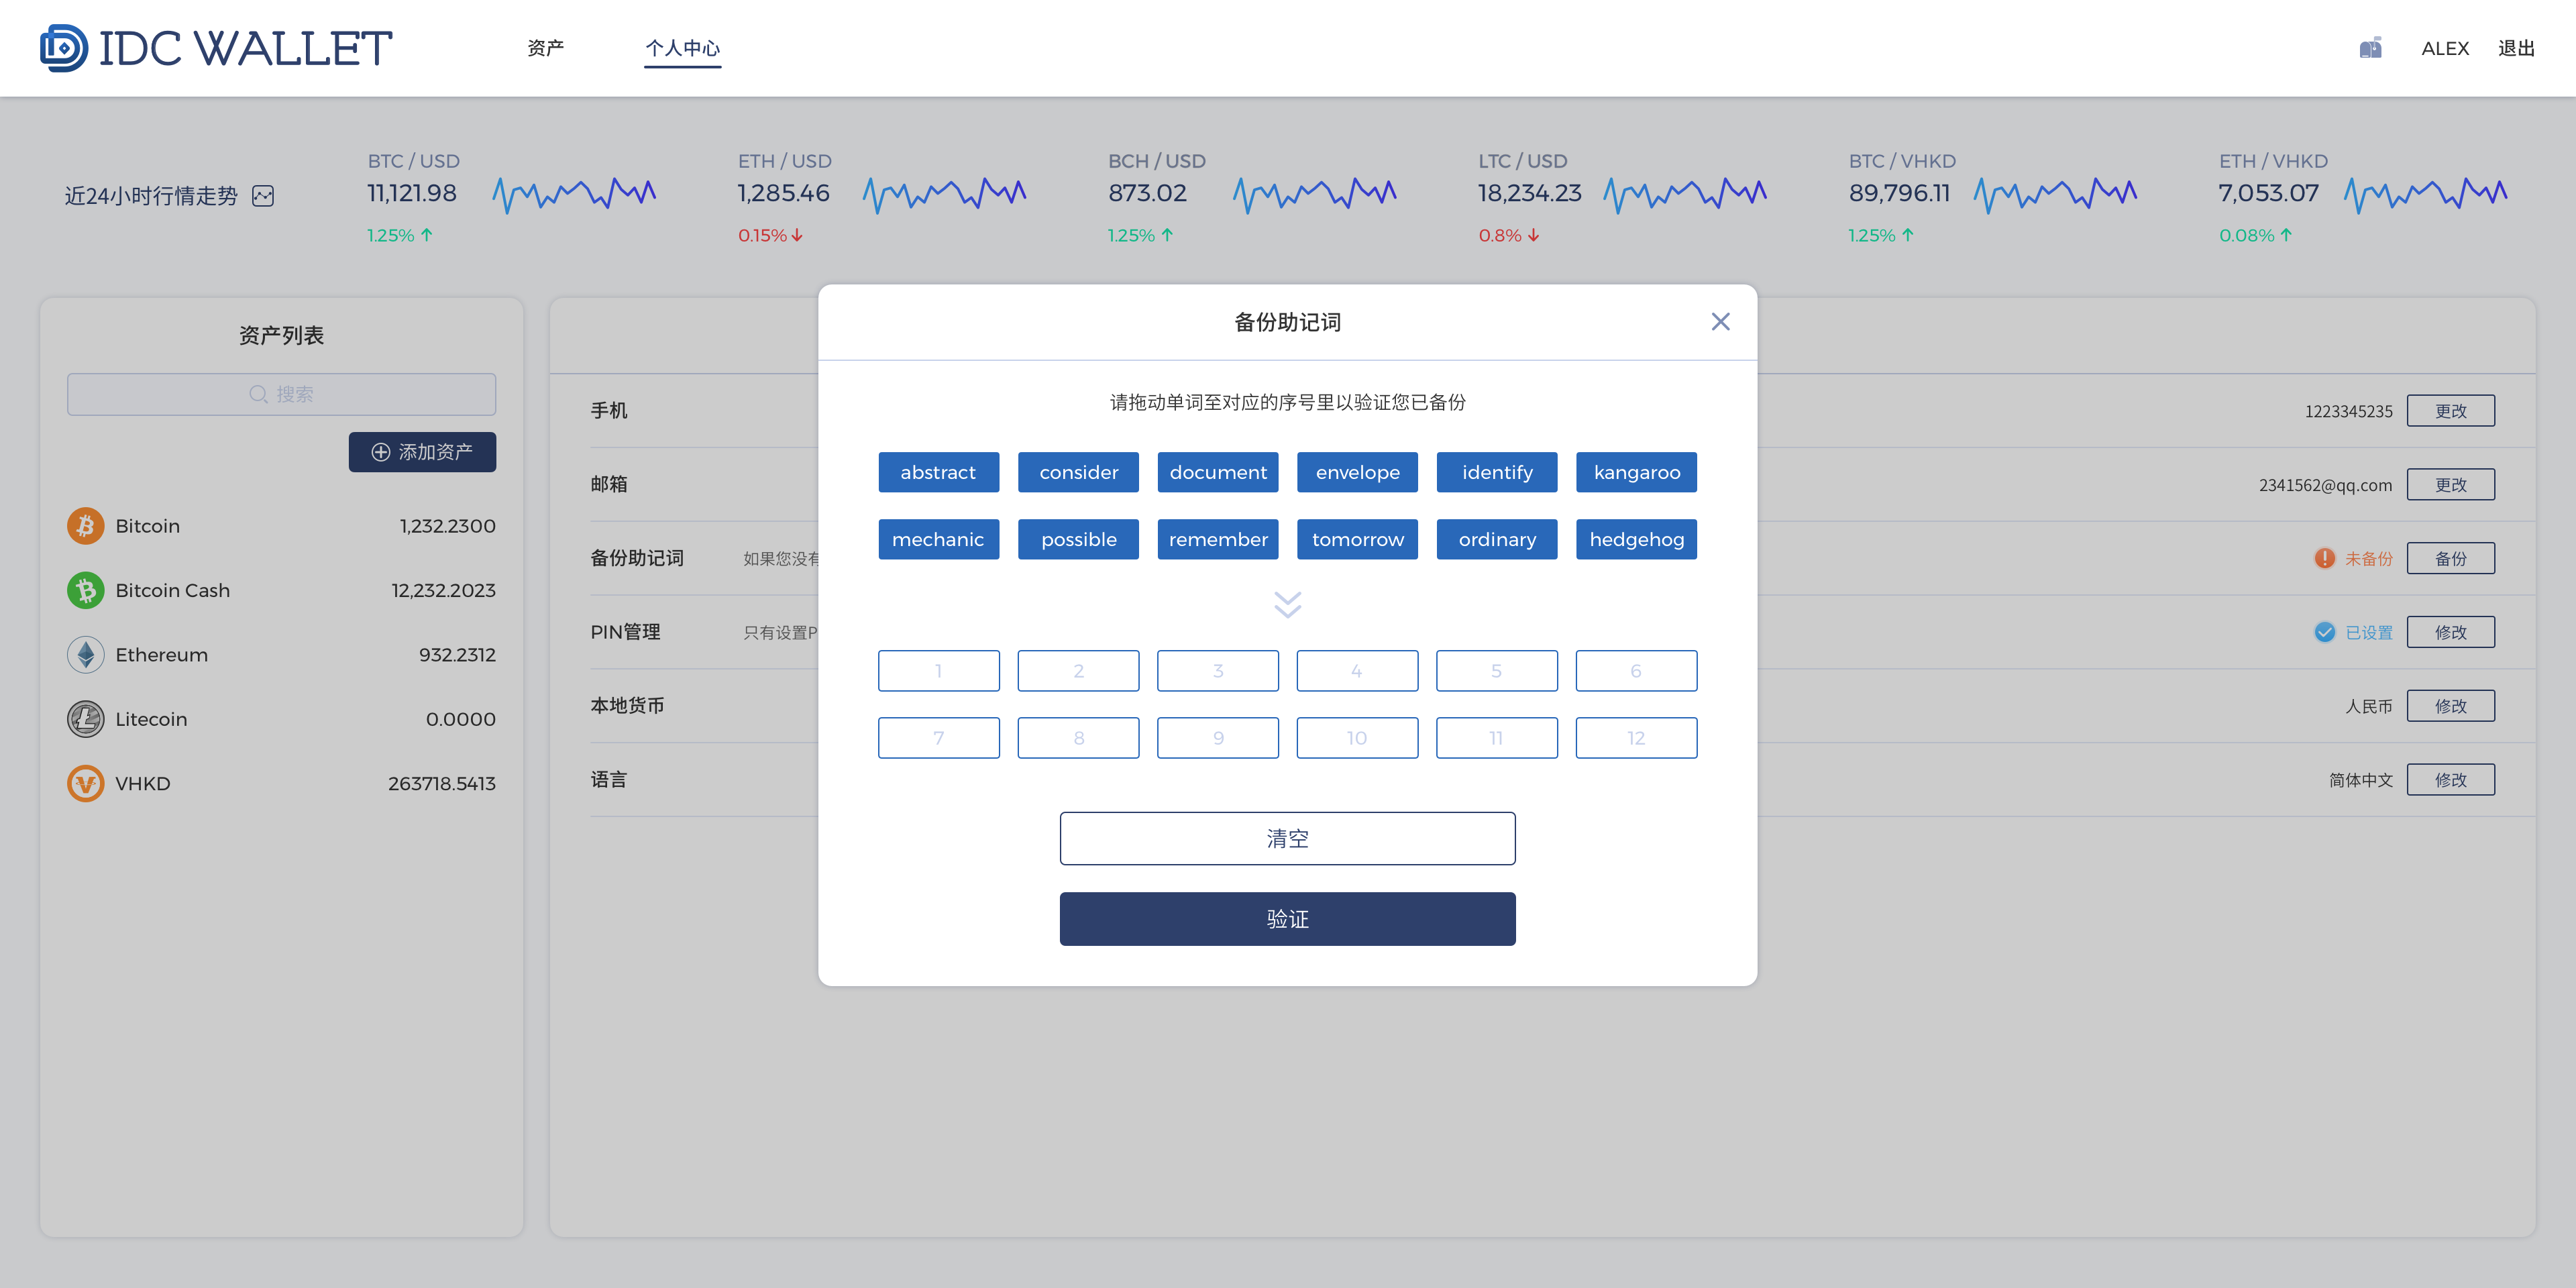 IDC WALLET
资产
个人中心
ALEX
退出
近24小时行情走势
BTC / USD
11,121.98
1.25%
ETH / USD
1,285.46
0.15%
BCH / USD
873.02
1.25%
LTC / USD
18,234.23
0.8%
BTC / VHKD
89,796.11
1.25%
ETH / VHKD
7,053.07
0.08%
资产列表
搜索
添加资产
Bitcoin 1,232.2300
Bitcoin Cash 12,232.2023
Ethereum 932.2312
Litecoin 0.0000
VHKD 263718.5413
手机 1223345235 更改
邮箱 2341562@qq.com 更改
备份助记词 如果您没有 未备份 备份
PIN管理 只有设置P 已设置 修改
本地货币 人民币 修改
语言 简体中文 修改
备份助记词
请拖动单词至对应的序号里以验证您已备份
abstract consider document envelope identify kangaroo
mechanic possible remember tomorrow ordinary hedgehog
1 2 3 4 5 6
7 8 9 10 11 12
清空
验证